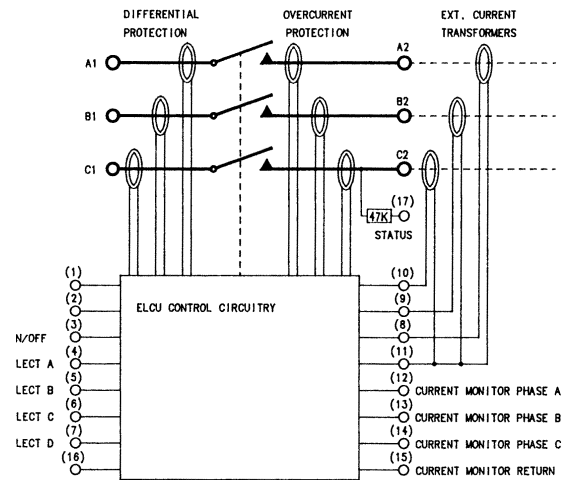 DIFFERENTIAL PROTECTION
OVERCURRENT PROTECTION
EXT. CURRENT TRANSFORMERS
A1
A2
B1
B2
C1
C2
(17)
47K
STATUS
ELCU CONTROL CIRCUITRY
(1)
(2)
(3)
N/OFF
(4)
LECT A
(5)
LECT B
(6)
LECT C
(7)
LECT D
(16)
(10)
(9)
(8)
(11)
(12)
CURRENT MONITOR PHASE A
(13)
CURRENT MONITOR PHASE B
(14)
CURRENT MONITOR PHASE C
(15)
CURRENT MONITOR RETURN